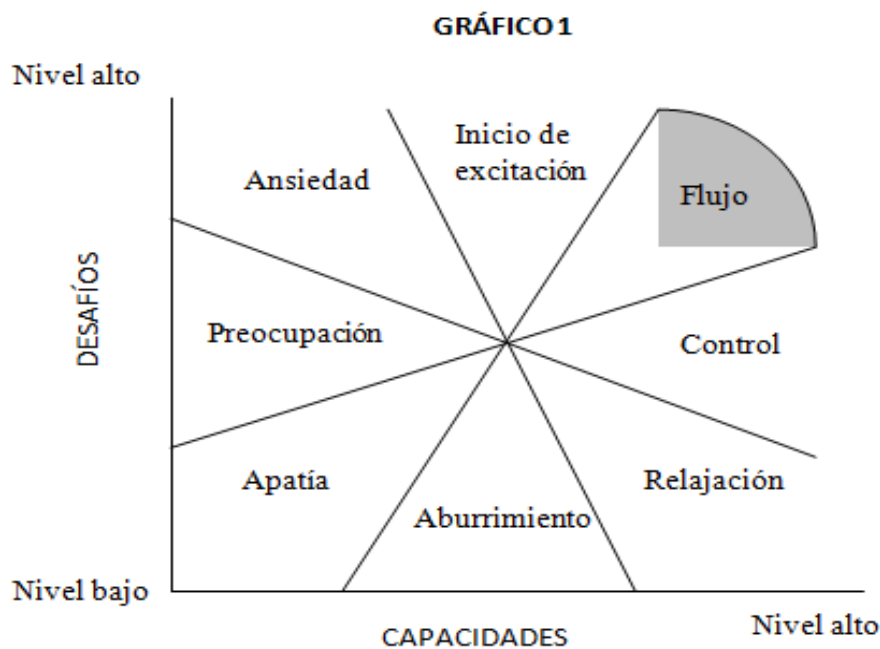 GRÁFICO 1
Nivel alto
Inicio de
excitación
Ansiedad
Flujo
DESAFÍOS
Preocupación
Control
Apatía
Relajación
Aburrimiento
Nivel bajo
Nivel alto
CAPACIDADES